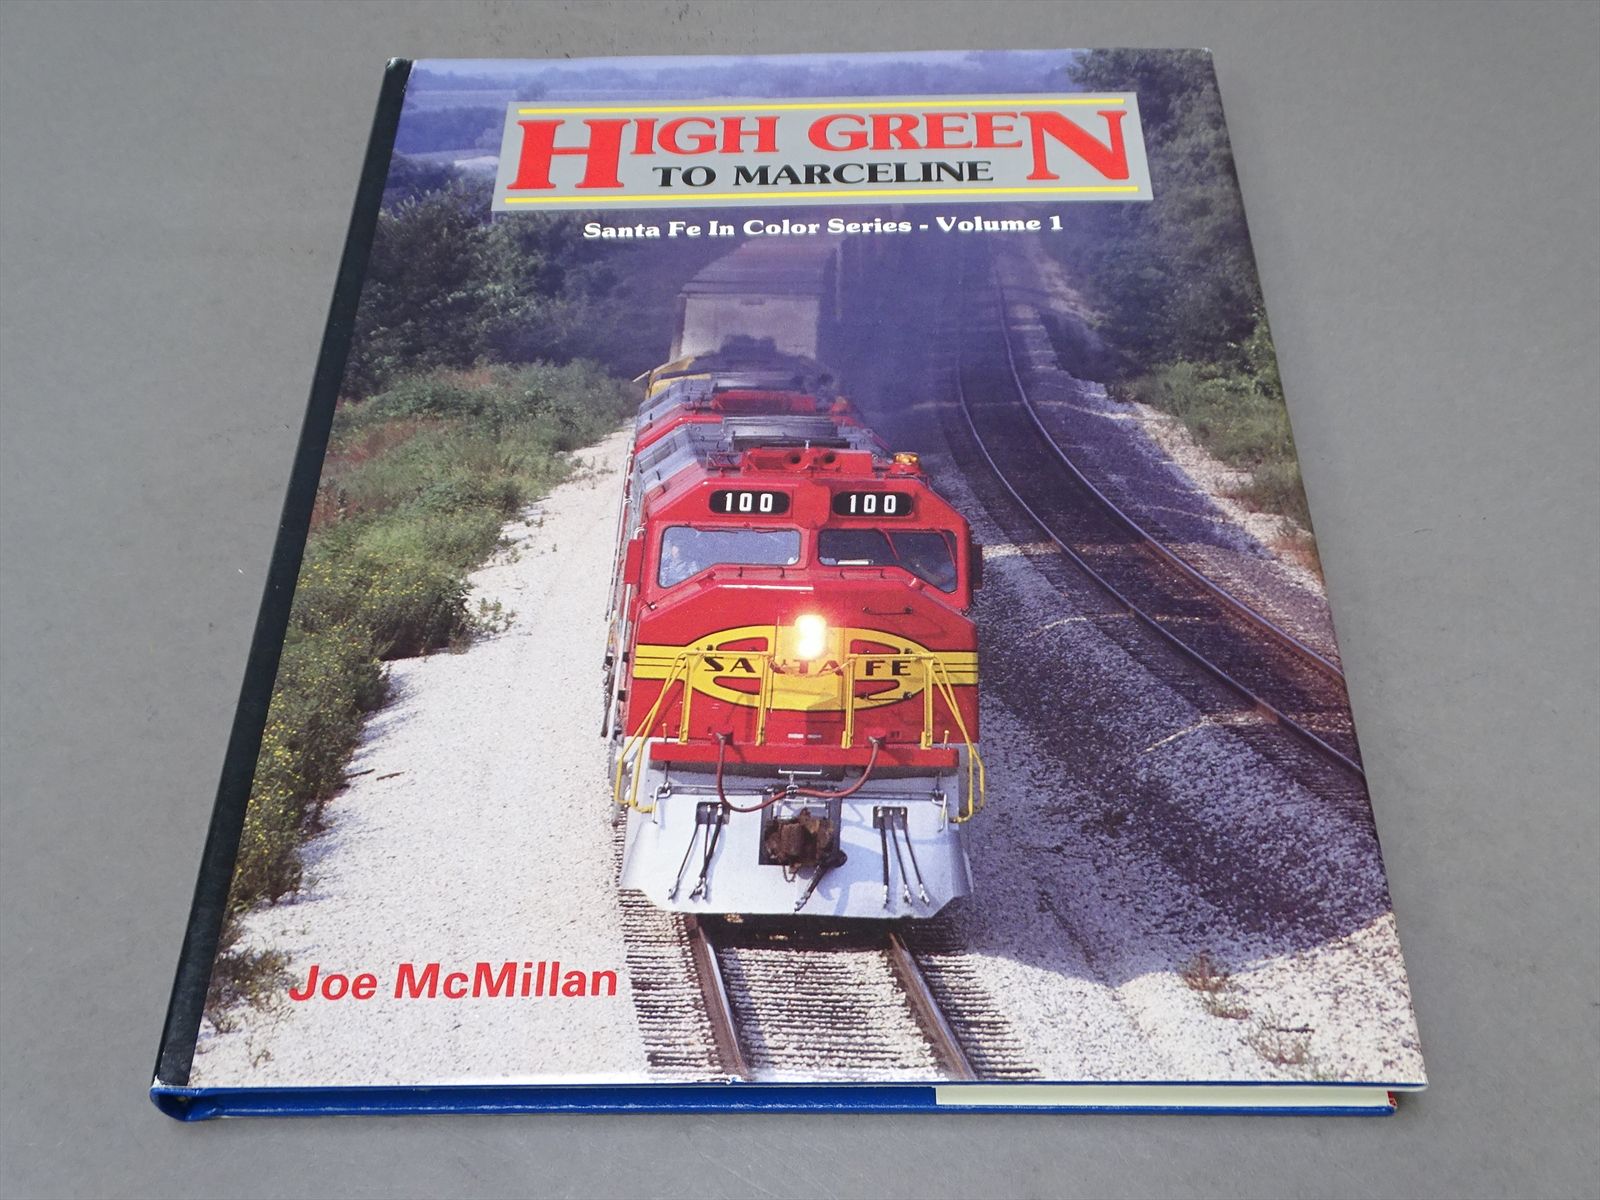 HIGH GREEN
TO MARCELINE
Santa Fe In Color Series - Volume 1
100 100
SANTA FE
Joe McMillan